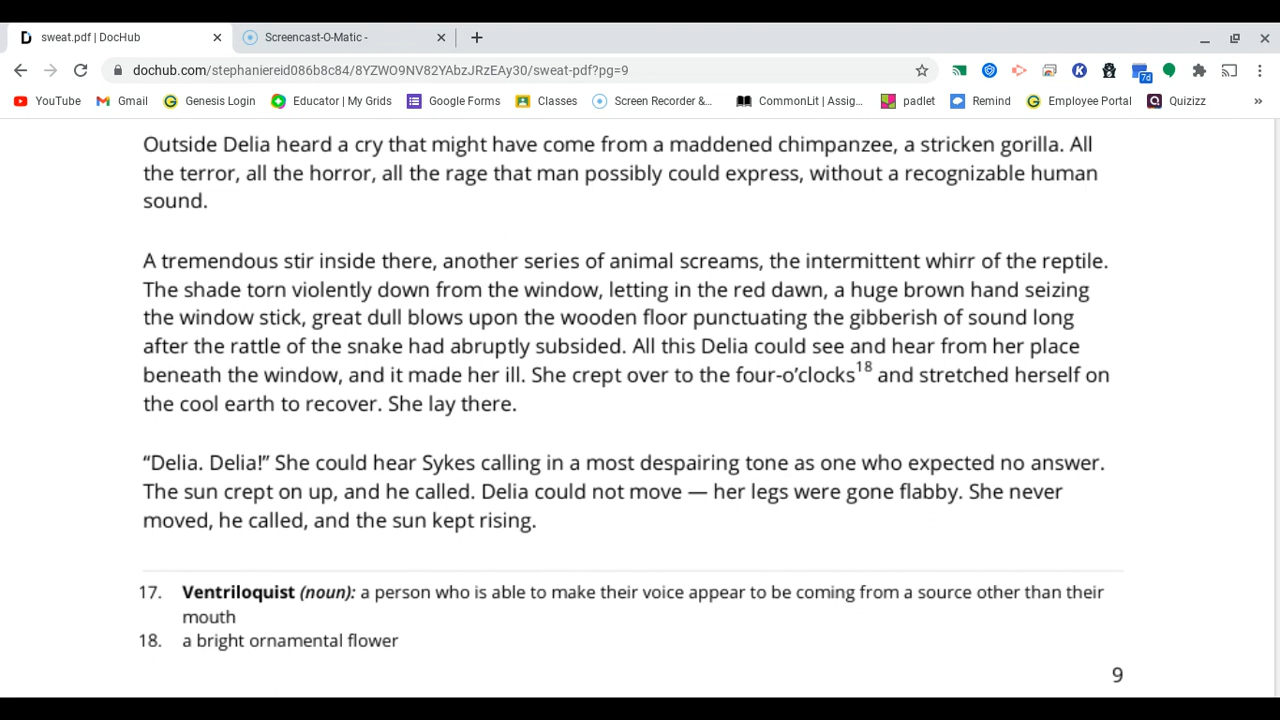 sweat.pdf | DocHub
Screencast-O-Matic -
dochub.com/stephaniereid086b8c84/8YZWO9NV82YAbzJRzEAy30/sweat-pdf?pg=9
7d
YouTube Gmail Genesis Login Educator | My Grids Google Forms Classes Screen Recorder &... CommonLit | Assig... padlet Remind Employee Portal Quizizz »
Outside Delia heard a cry that might have come from a maddened chimpanzee, a stricken gorilla. All
the terror, all the horror, all the rage that man possibly could express, without a recognizable human
sound.
A tremendous stir inside there, another series of animal screams, the intermittent whirr of the reptile.
The shade torn violently down from the window, letting in the red dawn, a huge brown hand seizing
the window stick, great dull blows upon the wooden floor punctuating the gibberish of sound long
after the rattle of the snake had abruptly subsided. All this Delia could see and hear from her place
beneath the window, and it made her ill. She crept over to the four-o’clocks18 and stretched herself on
the cool earth to recover. She lay there.
“Delia. Delia!” She could hear Sykes calling in a most despairing tone as one who expected no answer.
The sun crept on up, and he called. Delia could not move — her legs were gone flabby. She never
moved, he called, and the sun kept rising.
17. Ventriloquist (noun): a person who is able to make their voice appear to be coming from a source other than their
mouth
18. a bright ornamental flower
9